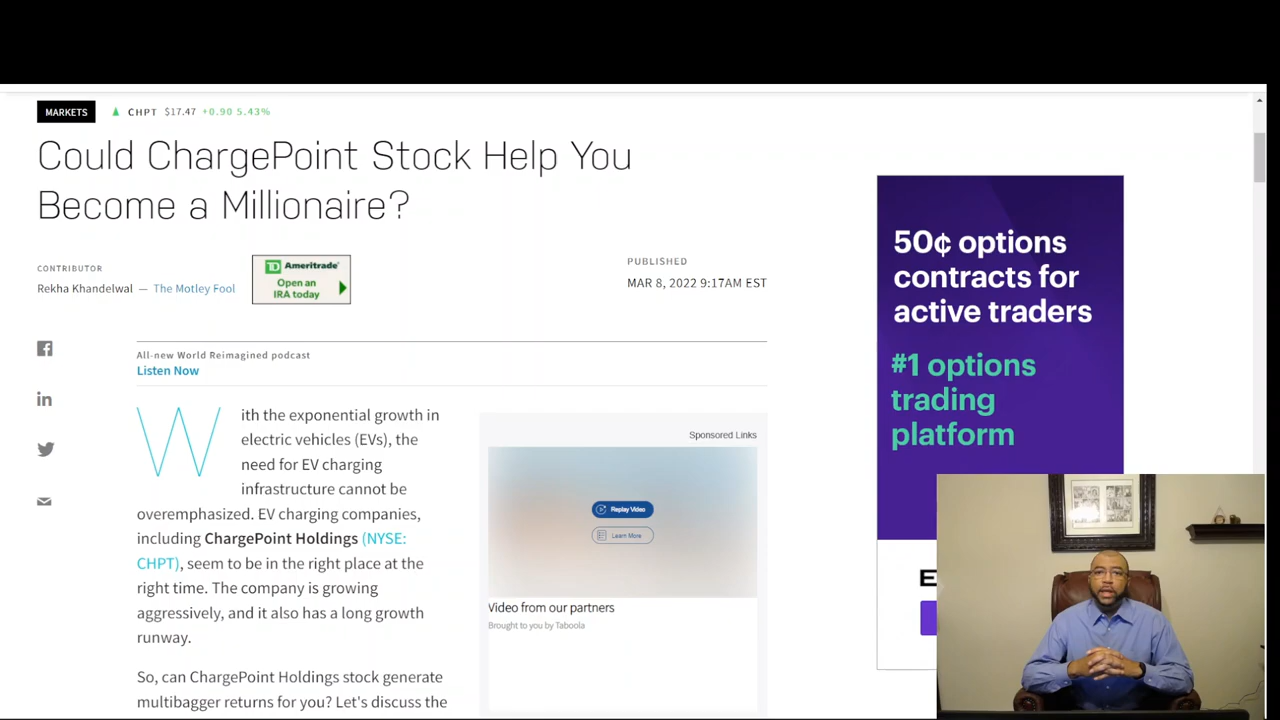 MARKETS
CHPT $17.47 +0.90 5.43%
Could ChargePoint Stock Help You
Become a Millionaire?
CONTRIBUTOR
Rekha Khandelwal — The Motley Fool
TD Ameritrade
Open an
IRA today
PUBLISHED
MAR 8, 2022 9:17AM EST
All-new World Reimagined podcast
Listen Now
With the exponential growth in
electric vehicles (EVs), the
need for EV charging
infrastructure cannot be
overemphasized. EV charging companies,
including ChargePoint Holdings (NYSE:
CHPT), seem to be in the right place at the
right time. The company is growing
aggressively, and it also has a long growth
runway.
So, can ChargePoint Holdings stock generate
multibagger returns for you? Let's discuss the
Sponsored Links
Replay Video
Learn More
Video from our partners
Brought to you by Taboola
50¢ options
contracts for
active traders
#1 options
trading
platform
E